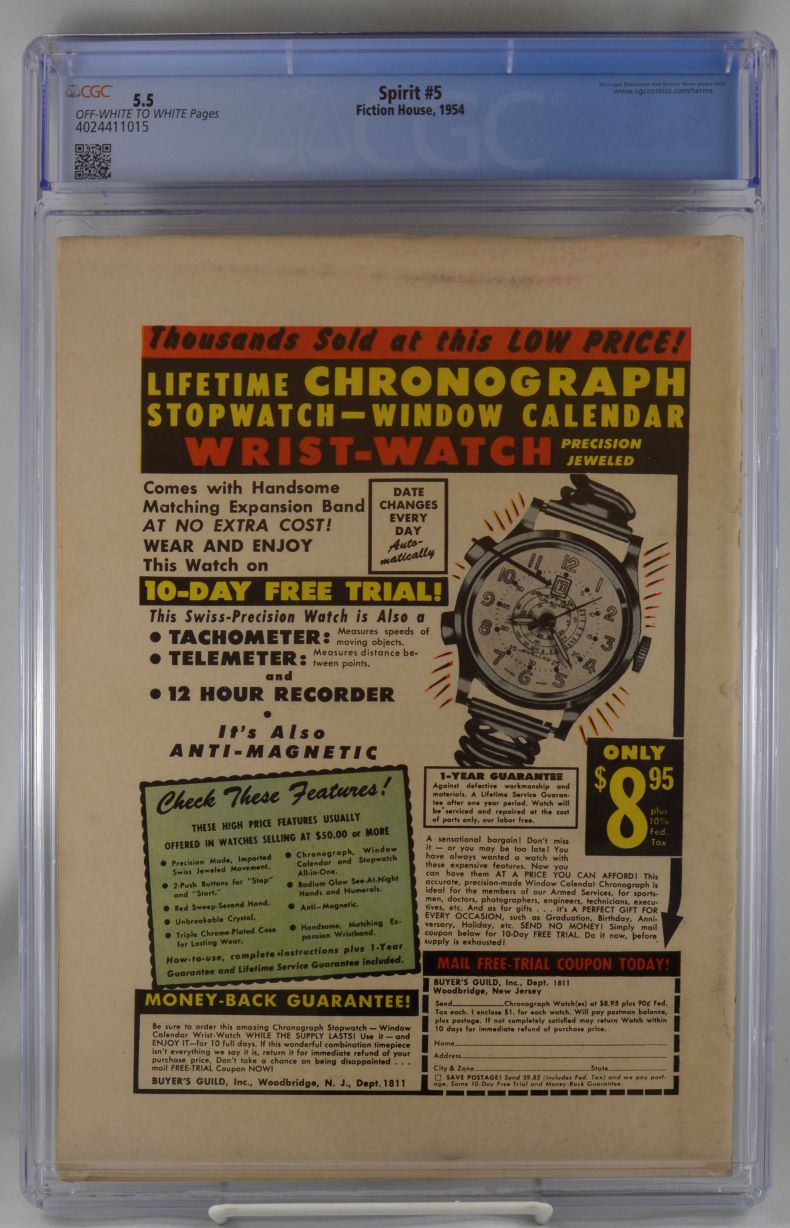 CGC
5.5
OFF-WHITE TO WHITE Pages
4024411015
Spirit #5
Fiction House, 1954
For Legal Disclaimer and Service Terms please visit
www.cgccomics.com/terms
CGC
Thousands Sold at this LOW PRICE!
LIFETIME CHRONOGRAPH
STOPWATCH—WINDOW CALENDAR
WRIST-WATCH PRECISION
JEWELED
Comes with Handsome
Matching Expansion Band
AT NO EXTRA COST!
WEAR AND ENJOY
This Watch on
DATE
CHANGES
EVERY
DAY
Auto-
matically
10-DAY FREE TRIAL!
This Swiss-Precision Watch is Also a
• TACHOMETER: Measures speeds of
moving objects.
• TELEMETER: Measures distance be-
tween points.
and
• 12 HOUR RECORDER
•
It's Also
ANTI-MAGNETIC
11 12 1
10 2
9 3
8 4
7 6 5
ONLY
$8 95
plus
10%
Fed.
Tax
1-YEAR GUARANTEE
Against defective workmanship and
materials. A Lifetime Service Guaran-
tee after one year period. Watch will
be serviced and repaired at the cost
of parts only, our labor free.
Check These Features!
THESE HIGH PRICE FEATURES USUALLY
OFFERED IN WATCHES SELLING AT $50.00 or MORE
• Precision Made, Imported
Swiss Jeweled Movement.
• 2-Push Buttons for "Stop"
and "Start."
• Red Sweep-Second Hand.
• Unbreakable Crystal.
• Triple Chrome-Plated Case
for Lasting Wear.
• Chronograph, Window
Calendar and Stopwatch
All-in-One.
• Radium Glow See-At-Night
Hands and Numerals.
• Anti-Magnetic.
• Handsome, Matching Ex-
pansion Wristband.
How-to-use, complete instructions plus 1-Year
Guarantee and Lifetime Service Guarantee included.
A sensational bargain! Don't miss
it — or you may be too late! You
have always wanted a watch with
these expensive features. Now you
can have them AT A PRICE YOU CAN AFFORD! This
accurate, precision-made Window Calendar Chronograph is
ideal for the members of our Armed Services, for sports-
men, doctors, photographers, engineers, technicians, execu-
tives, etc. And as for gifts . . . it's A PERFECT GIFT FOR
EVERY OCCASION, such as Graduation, Birthday, Anni-
versary, Holiday, etc. SEND NO MONEY! Simply mail
coupon below for 10-Day FREE TRIAL. Do it now, before
supply is exhausted!
MONEY-BACK GUARANTEE!
Be sure to order this amazing Chronograph Stopwatch — Window
Calendar Wrist-Watch WHILE THE SUPPLY LASTS! Use it — and
ENJOY IT—for 10 full days. If this wonderful combination timepiece
isn't everything we say it is, return it for immediate refund of your
purchase price. Don't take a chance on being disappointed . . .
mail FREE-TRIAL Coupon NOW!
BUYER'S GUILD, Inc., Woodbridge, N. J., Dept. 1811
MAIL FREE-TRIAL COUPON TODAY!
BUYER'S GUILD, Inc., Dept. 1811
Woodbridge, New Jersey
Send Chronograph Watch(es) at $8.95 plus 90¢ Fed.
Tax each. I enclose $1. for each watch. Will pay postman balance,
plus postage. If not completely satisfied may return Watch within
10 days for immediate refund of purchase price.
Name
Address
City & Zone State
☐ SAVE POSTAGE! Send $9.85 (includes Fed. Tax) and we pay post-
age. Same 10-Day Free Trial and Money-Back Guarantee.